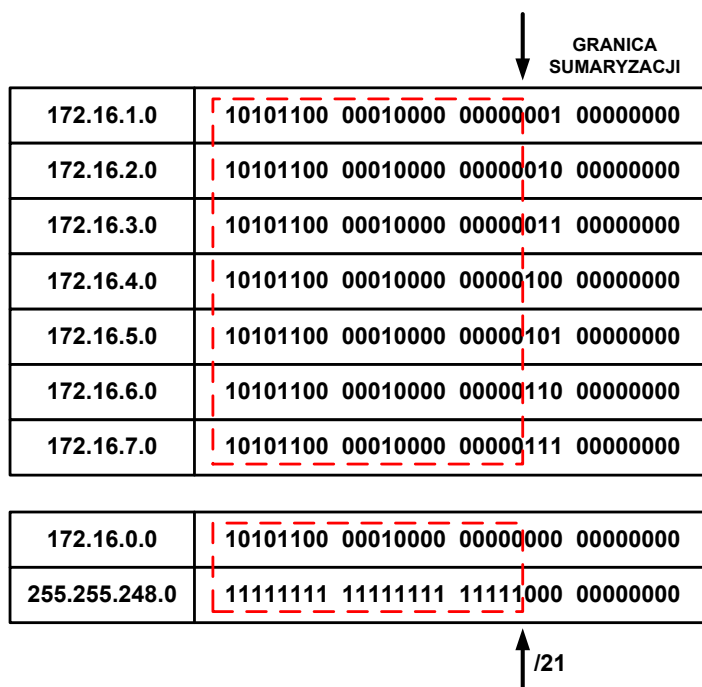 GRANICA
SUMARYZACJI
172.16.1.0 10101100 00010000 00000001 00000000
172.16.2.0 10101100 00010000 00000010 00000000
172.16.3.0 10101100 00010000 00000011 00000000
172.16.4.0 10101100 00010000 00000100 00000000
172.16.5.0 10101100 00010000 00000101 00000000
172.16.6.0 10101100 00010000 00000110 00000000
172.16.7.0 10101100 00010000 00000111 00000000
172.16.0.0 10101100 00010000 00000000 00000000
255.255.248.0 11111111 11111111 11111000 00000000
/21